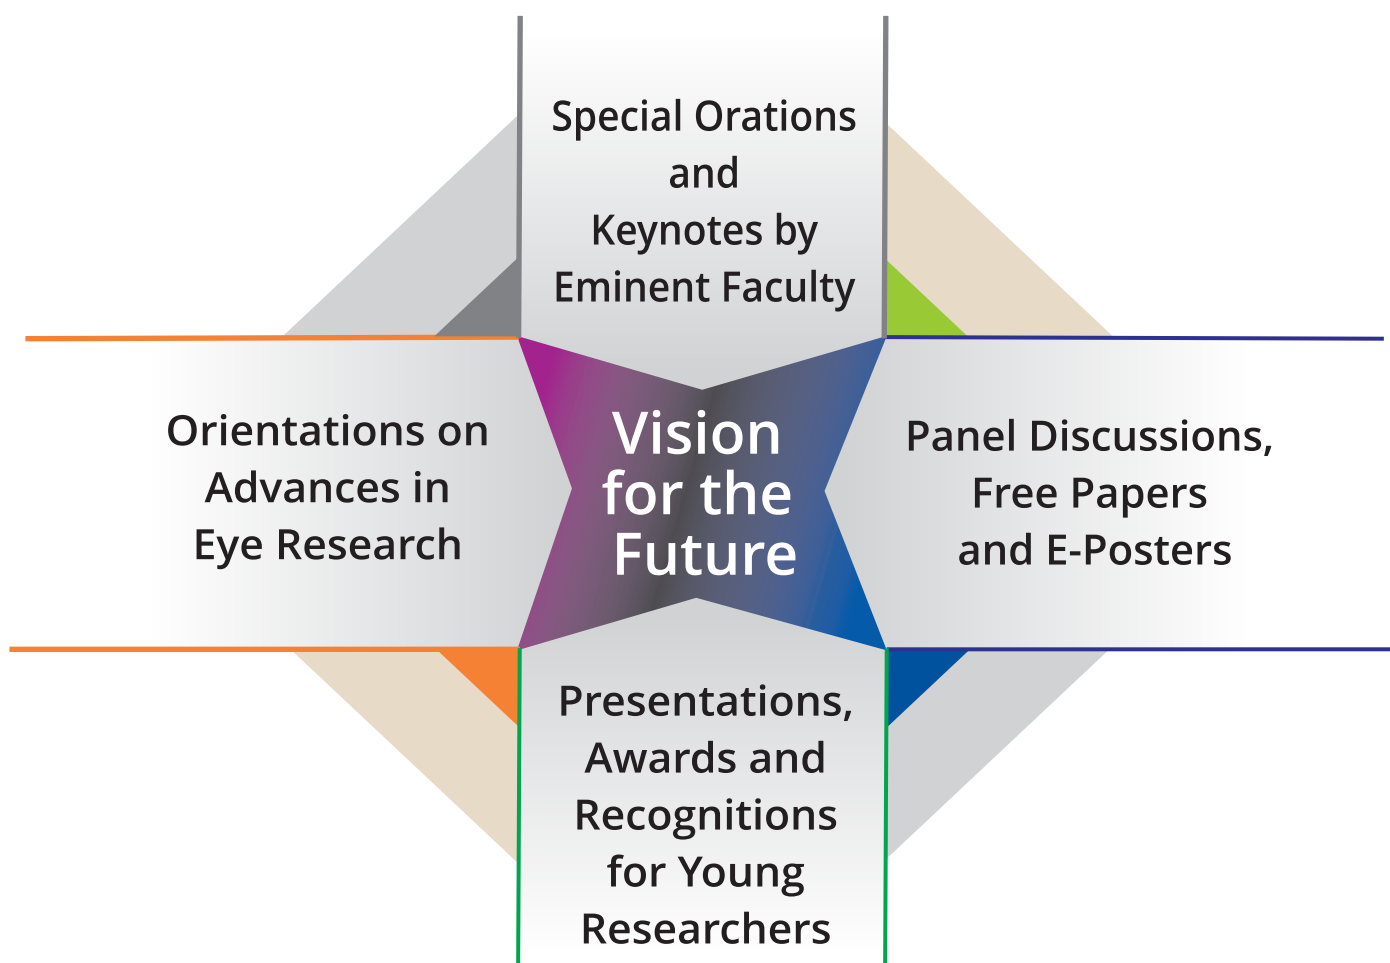 Special Orations
and
Keynotes by
Eminent Faculty
Orientations on
Advances in
Eye Research
Vision
for the
Future
Panel Discussions,
Free Papers
and E-Posters
Presentations,
Awards and
Recognitions
for Young
Researchers